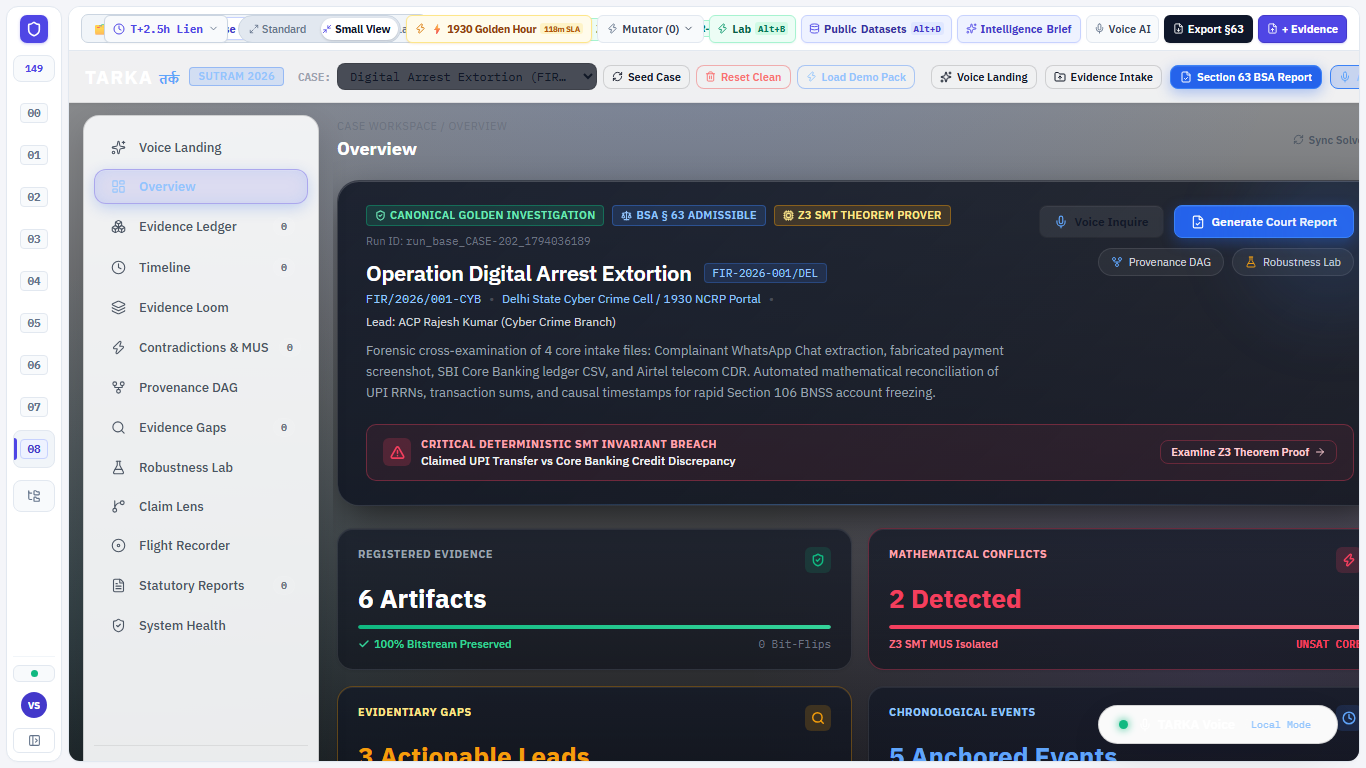 T+2.5h Lien
se
Standard
Small View
1930 Golden Hour
118m SLA
Mutator (0)
Lab
Alt+B
Public Datasets
Alt+D
Intelligence Brief
Voice AI
Export §63
+ Evidence
149
00
01
02
03
04
05
06
07
08
VS
TARKA तर्क
SUTRAM 2026
CASE:
Digital Arrest Extortion (FIR…
Seed Case
Reset Clean
Load Demo Pack
Voice Landing
Evidence Intake
Section 63 BSA Report
Voice Landing
Overview
Evidence Ledger 0
Timeline 0
Evidence Loom
Contradictions & MUS 0
Provenance DAG
Evidence Gaps 0
Robustness Lab
Claim Lens
Flight Recorder
Statutory Reports 0
System Health
CASE WORKSPACE / OVERVIEW
Overview
Sync Solve
CANONICAL GOLDEN INVESTIGATION
BSA § 63 ADMISSIBLE
Z3 SMT THEOREM PROVER
Voice Inquire
Generate Court Report
Run ID: run_base_CASE-202_1794036189
Provenance DAG
Robustness Lab
Operation Digital Arrest Extortion
FIR-2026-001/DEL
FIR/2026/001-CYB • Delhi State Cyber Crime Cell / 1930 NCRP Portal •
Lead: ACP Rajesh Kumar (Cyber Crime Branch)
Forensic cross-examination of 4 core intake files: Complainant WhatsApp Chat extraction, fabricated payment
screenshot, SBI Core Banking ledger CSV, and Airtel telecom CDR. Automated mathematical reconciliation of
UPI RRNs, transaction sums, and causal timestamps for rapid Section 106 BNSS account freezing.
CRITICAL DETERMINISTIC SMT INVARIANT BREACH
Claimed UPI Transfer vs Core Banking Credit Discrepancy
Examine Z3 Theorem Proof →
REGISTERED EVIDENCE
6 Artifacts
100% Bitstream Preserved
0 Bit-Flips
MATHEMATICAL CONFLICTS
2 Detected
Z3 SMT MUS Isolated
UNSAT CORE
EVIDENTIARY GAPS
3 Actionable Leads
CHRONOLOGICAL EVENTS
5 Anchored Events
TARKA Voice
Local Mode